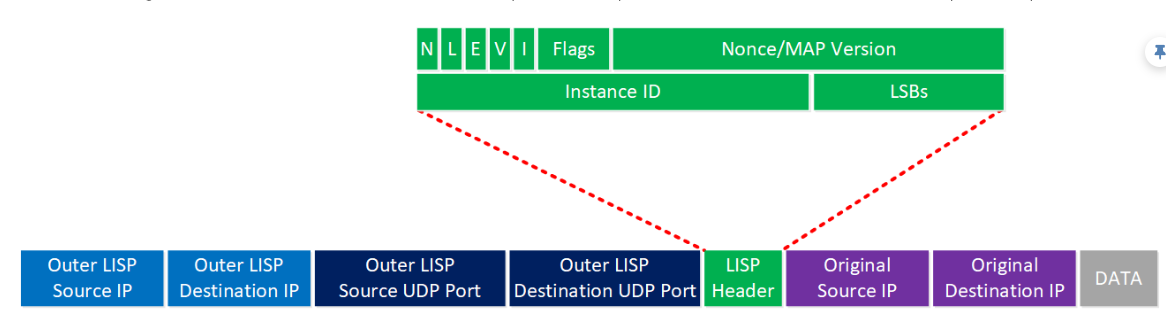 N L E V I Flags Nonce/MAP Version
Instance ID LSBs
Outer LISP Source IP
Outer LISP Destination IP
Outer LISP Source UDP Port
Outer LISP Destination UDP Port
LISP Header
Original Source IP
Original Destination IP
DATA